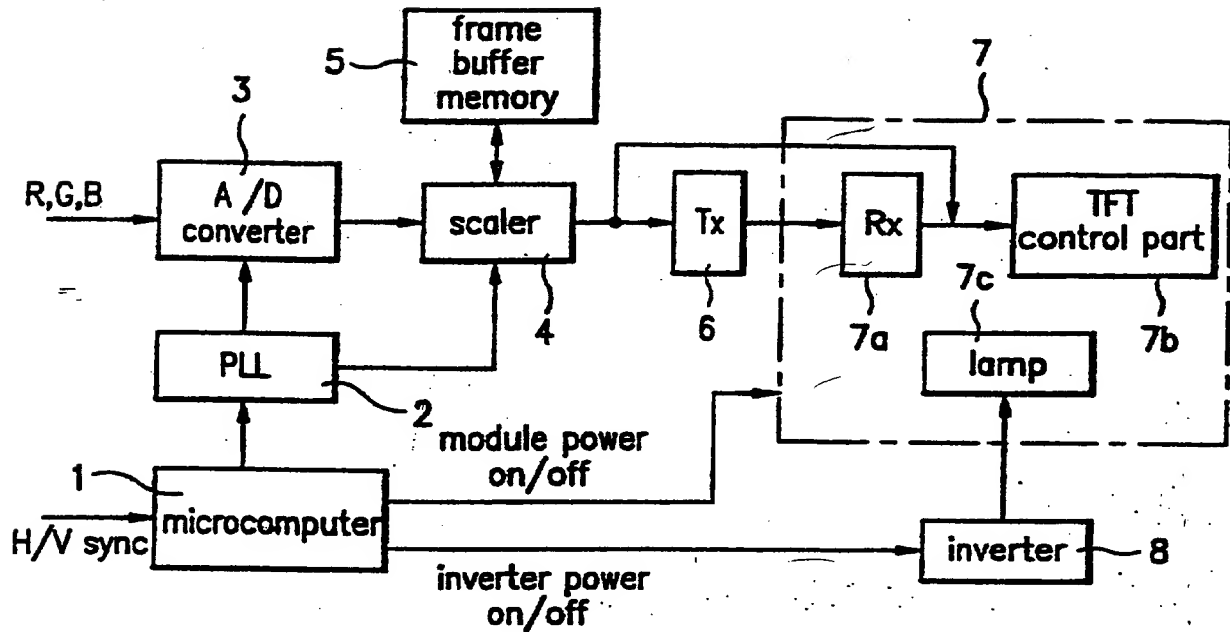 frame
buffer
memory
5
3
7
R,G,B
A/D
converter
scaler
Tx
Rx
TFT
control part
4
6
7a
7c
7b
lamp
PLL
2
module power
on/off
1
microcomputer
H/V sync
inverter
8
inverter power
on/off